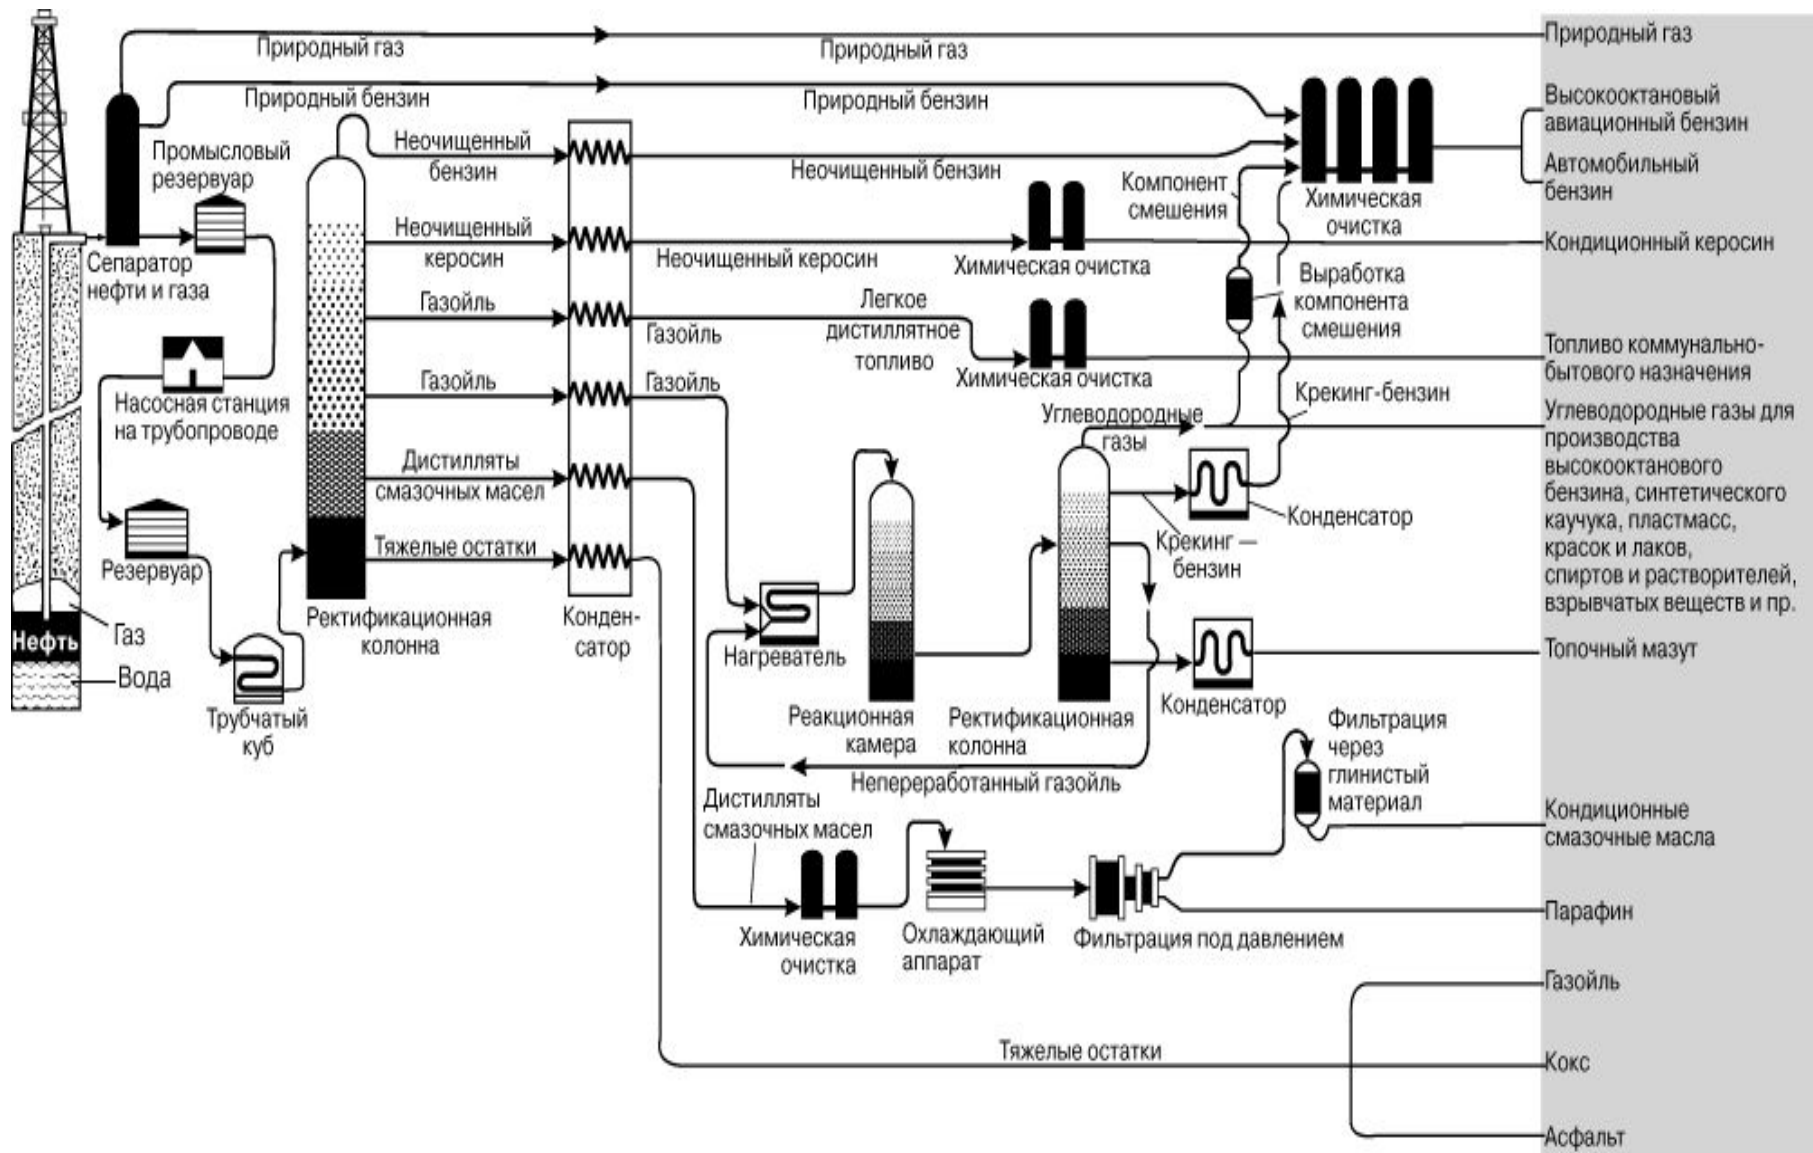 Природный газ
Природный газ
Природный газ
Природный бензин
Природный бензин
Высокооктановый
авиационный бензин
Автомобильный
бензин
Промысловый
резервуар
Неочищенный
бензин
Неочищенный бензин
Компонент
смешения
Химическая
очистка
Сепаратор
нефти и газа
Неочищенный
керосин
Неочищенный керосин
Химическая очистка
Кондиционный керосин
Газойль
Газойль
Легкое
дистиллятное
топливо
Выработка
компонента
смешения
Химическая очистка
Топливо коммунально-
бытового назначения
Насосная станция
на трубопроводе
Газойль
Газойль
Крекинг-бензин
Углеводородные
газы
Углеводородные газы для
производства
высокооктанового
бензина, синтетического
каучука, пластмасс,
красок и лаков,
спиртов и растворителей,
взрывчатых веществ и пр.
Дистилляты
смазочных масел
Конденсатор
Крекинг —
бензин
Резервуар
Тяжелые остатки
Ректификационная
колонна
Конден-
сатор
Нефть
Газ
Вода
Трубчатый
куб
Нагреватель
Реакционная
камера
Ректификационная
колонна
Конденсатор
Топочный мазут
Непереработанный газойль
Фильтрация
через
глинистый
материал
Дистилляты
смазочных масел
Кондиционные
смазочные масла
Химическая
очистка
Охлаждающий
аппарат
Фильтрация под давлением
Парафин
Газойль
Тяжелые остатки
Кокс
Асфальт